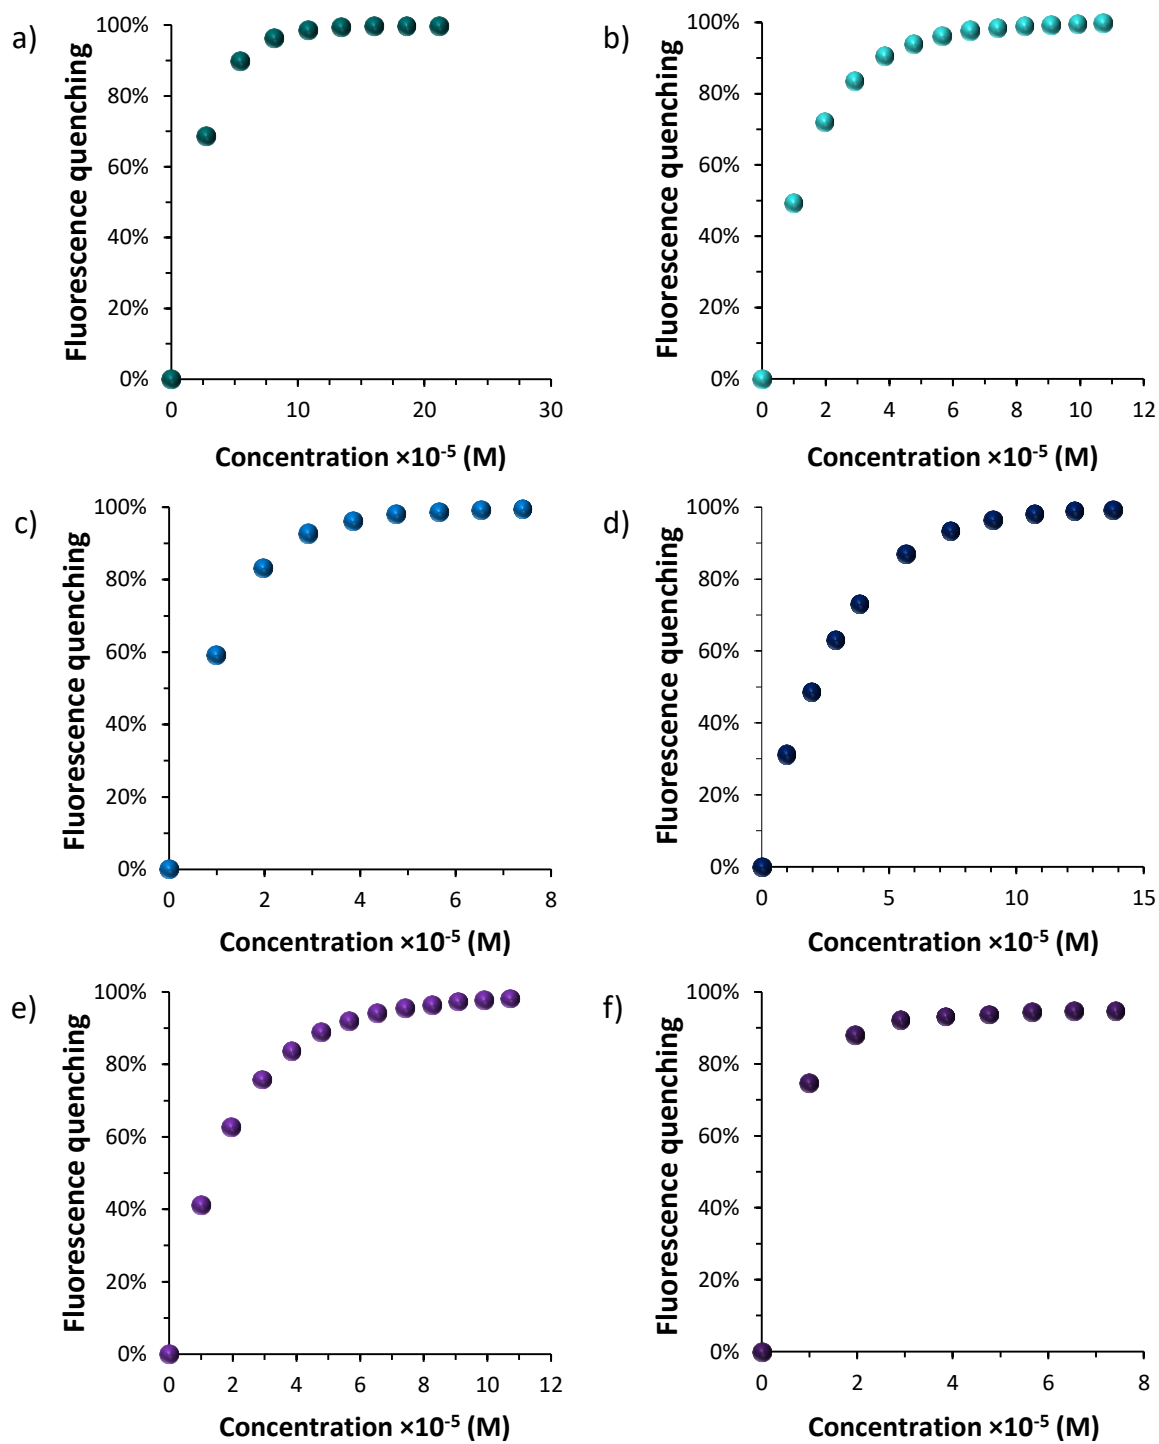 a)
Fluorescence quenching
100%
80%
60%
40%
20%
0%
0 10 20 30
Concentration ×10⁻⁵ (M)
b)
Fluorescence quenching
100%
80%
60%
40%
20%
0%
0 2 4 6 8 10 12
Concentration ×10⁻⁵ (M)
c)
Fluorescence quenching
100%
80%
60%
40%
20%
0%
0 2 4 6 8
Concentration ×10⁻⁵ (M)
d)
Fluorescence quenching
100%
80%
60%
40%
20%
0%
0 5 10 15
Concentration ×10⁻⁵ (M)
e)
Fluorescence quenching
100%
80%
60%
40%
20%
0%
0 2 4 6 8 10 12
Concentration ×10⁻⁵ (M)
f)
Fluorescence quenching
100%
80%
60%
40%
20%
0%
0 2 4 6 8
Concentration ×10⁻⁵ (M)